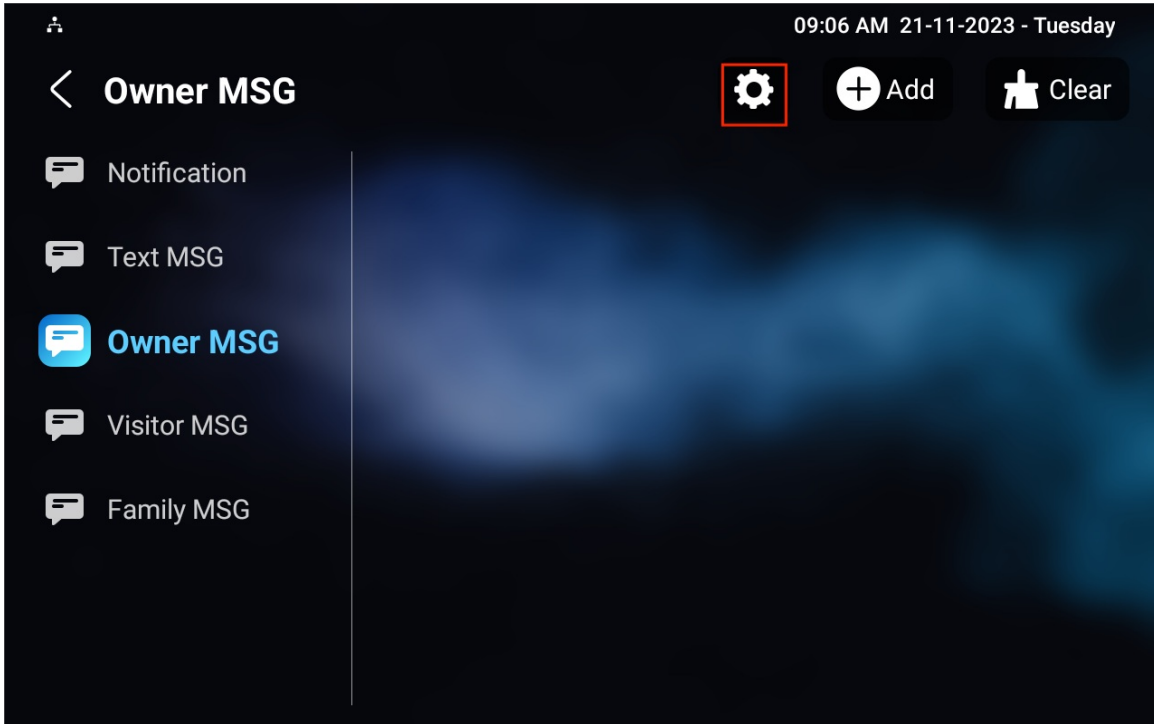 09:06 AM 21-11-2023 - Tuesday
Owner MSG
Add
Clear
Notification
Text MSG
Owner MSG
Visitor MSG
Family MSG